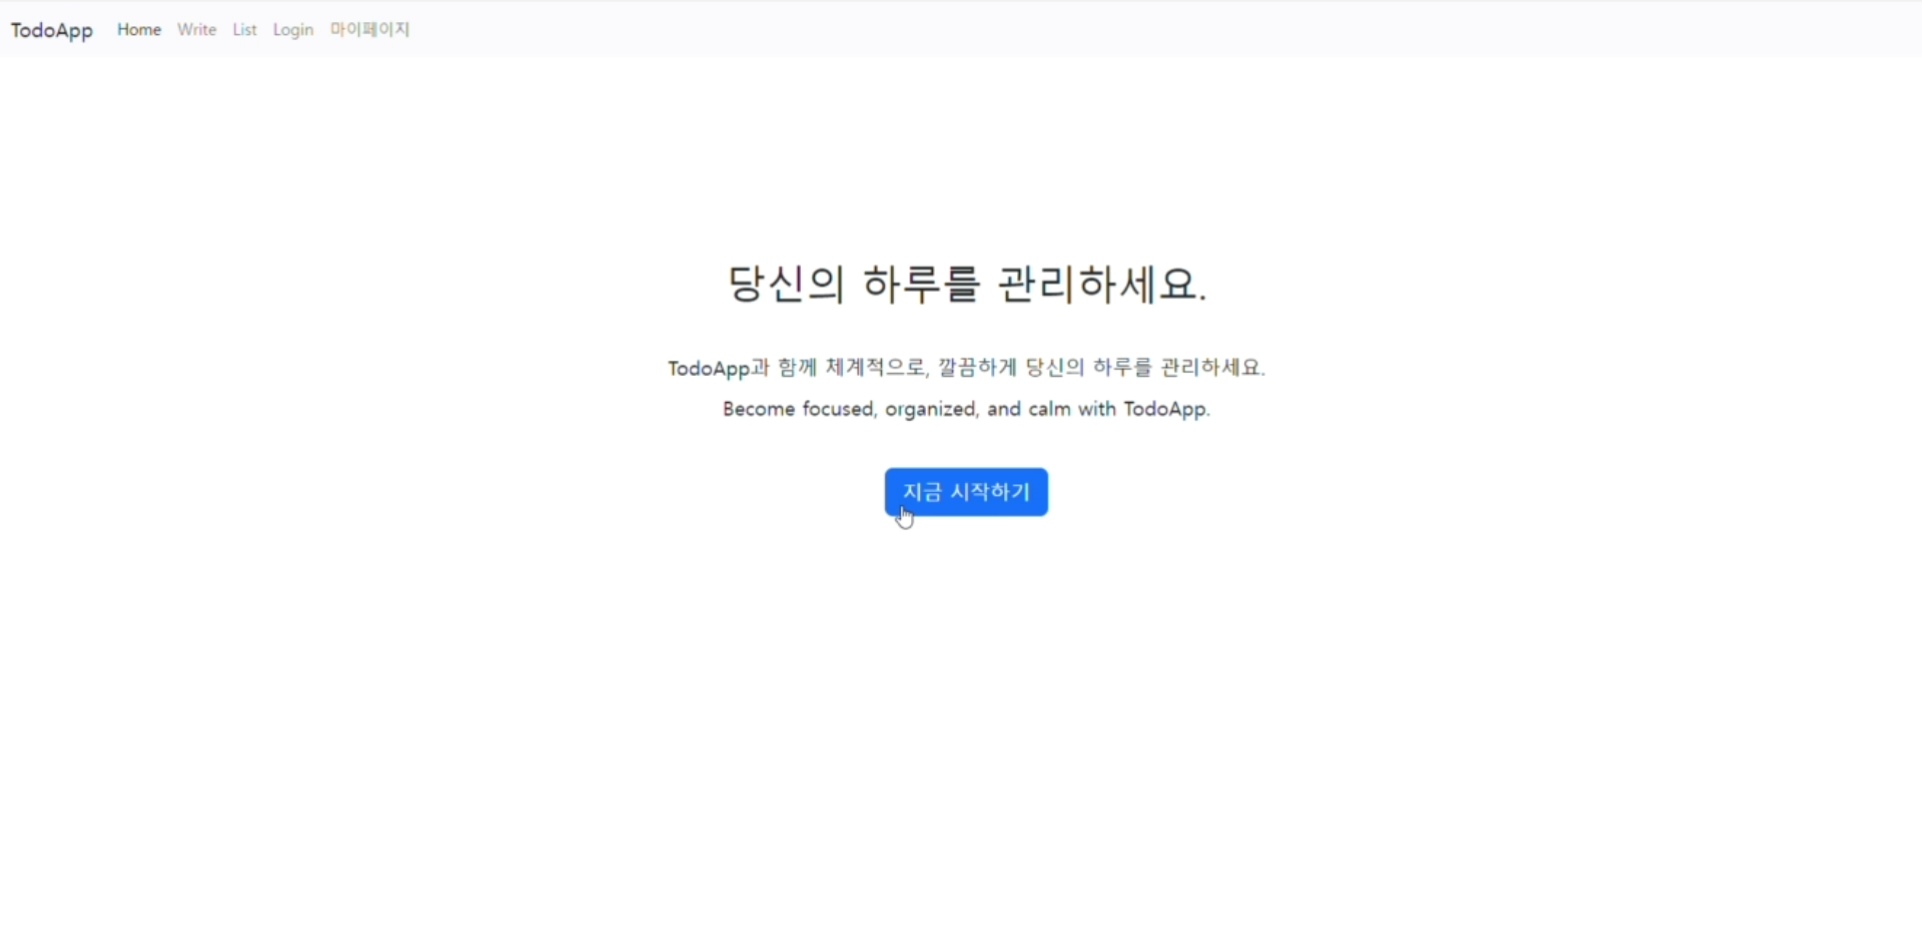 TodoApp Home Write List Login 마이페이지
당신의 하루를 관리하세요.
TodoApp과 함께 체계적으로, 깔끔하게 당신의 하루를 관리하세요.
Become focused, organized, and calm with TodoApp.
지금 시작하기